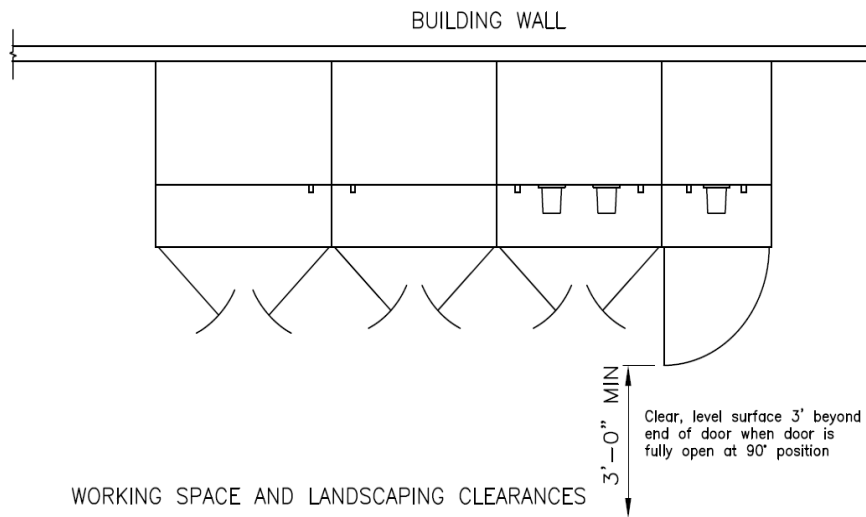 BUILDING WALL
3'-0" MIN
Clear, level surface 3' beyond
end of door when door is
fully open at 90° position
WORKING SPACE AND LANDSCAPING CLEARANCES